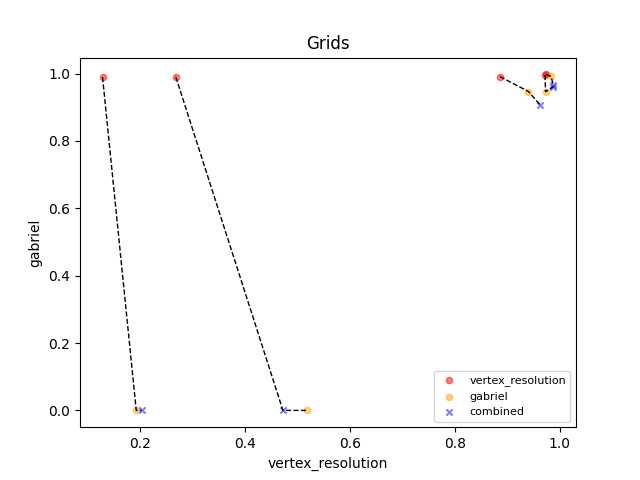 Grids
gabriel
1.0
0.8
0.6
0.4
0.2
0.0
0.2 0.4 0.6 0.8 1.0
vertex_resolution
vertex_resolution
gabriel
combined